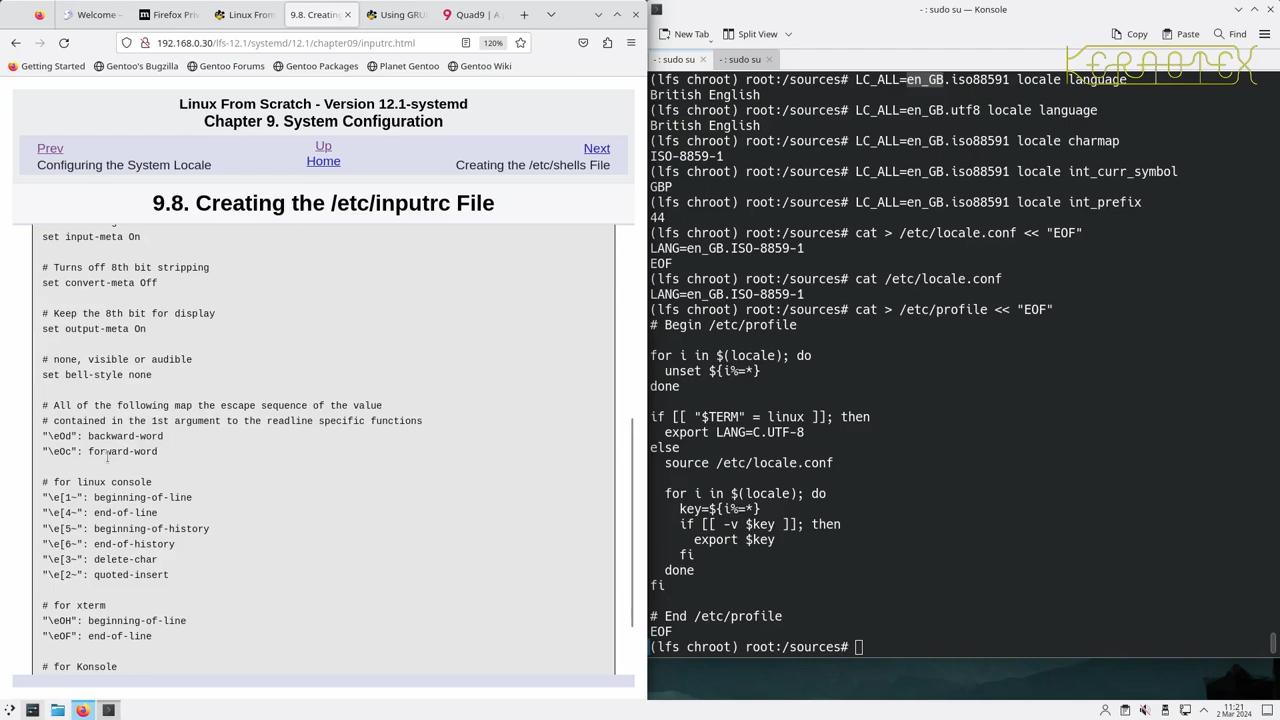 Welcome –
Firefox Pri
Linux From
9.8. Creating
Using GRU
Quad9 | A
192.168.0.30/lfs-12.1/systemd/12.1/chapter09/inputrc.html
120%
Getting Started
Gentoo's Bugzilla
Gentoo Forums
Gentoo Packages
Planet Gentoo
Gentoo Wiki
Linux From Scratch - Version 12.1-systemd
Chapter 9. System Configuration
Prev
Up
Next
Configuring the System Locale
Home
Creating the /etc/shells File
9.8. Creating the /etc/inputrc File
set input-meta On
# Turns off 8th bit stripping
set convert-meta Off
# Keep the 8th bit for display
set output-meta On
# none, visible or audible
set bell-style none
# All of the following map the escape sequence of the value
# contained in the 1st argument to the readline specific functions
"\eOd": backward-word
"\eOc": forward-word
# for linux console
"\e[1~": beginning-of-line
"\e[4~": end-of-line
"\e[5~": beginning-of-history
"\e[6~": end-of-history
"\e[3~": delete-char
"\e[2~": quoted-insert
# for xterm
"\eOH": beginning-of-line
"\eOF": end-of-line
# for Konsole
- : sudo su — Konsole
New Tab
Split View
Copy
Paste
Find
- : sudo su
- : sudo su
KERNOTEX
(lfs chroot) root:/sources# LC_ALL=en_GB.iso88591 locale language
British English
(lfs chroot) root:/sources# LC_ALL=en_GB.utf8 locale language
British English
(lfs chroot) root:/sources# LC_ALL=en_GB.iso88591 locale charmap
ISO-8859-1
(lfs chroot) root:/sources# LC_ALL=en_GB.iso88591 locale int_curr_symbol
GBP
(lfs chroot) root:/sources# LC_ALL=en_GB.iso88591 locale int_prefix
44
(lfs chroot) root:/sources# cat > /etc/locale.conf << "EOF"
LANG=en_GB.ISO-8859-1
EOF
(lfs chroot) root:/sources# cat /etc/locale.conf
LANG=en_GB.ISO-8859-1
(lfs chroot) root:/sources# cat > /etc/profile << "EOF"
# Begin /etc/profile
for i in $(locale); do
unset ${i%=*}
done
if [[ "$TERM" = linux ]]; then
export LANG=C.UTF-8
else
source /etc/locale.conf
for i in $(locale); do
key=${i%=*}
if [[ -v $key ]]; then
export $key
fi
done
fi
# End /etc/profile
EOF
(lfs chroot) root:/sources#
11:21
2 Mar 2024